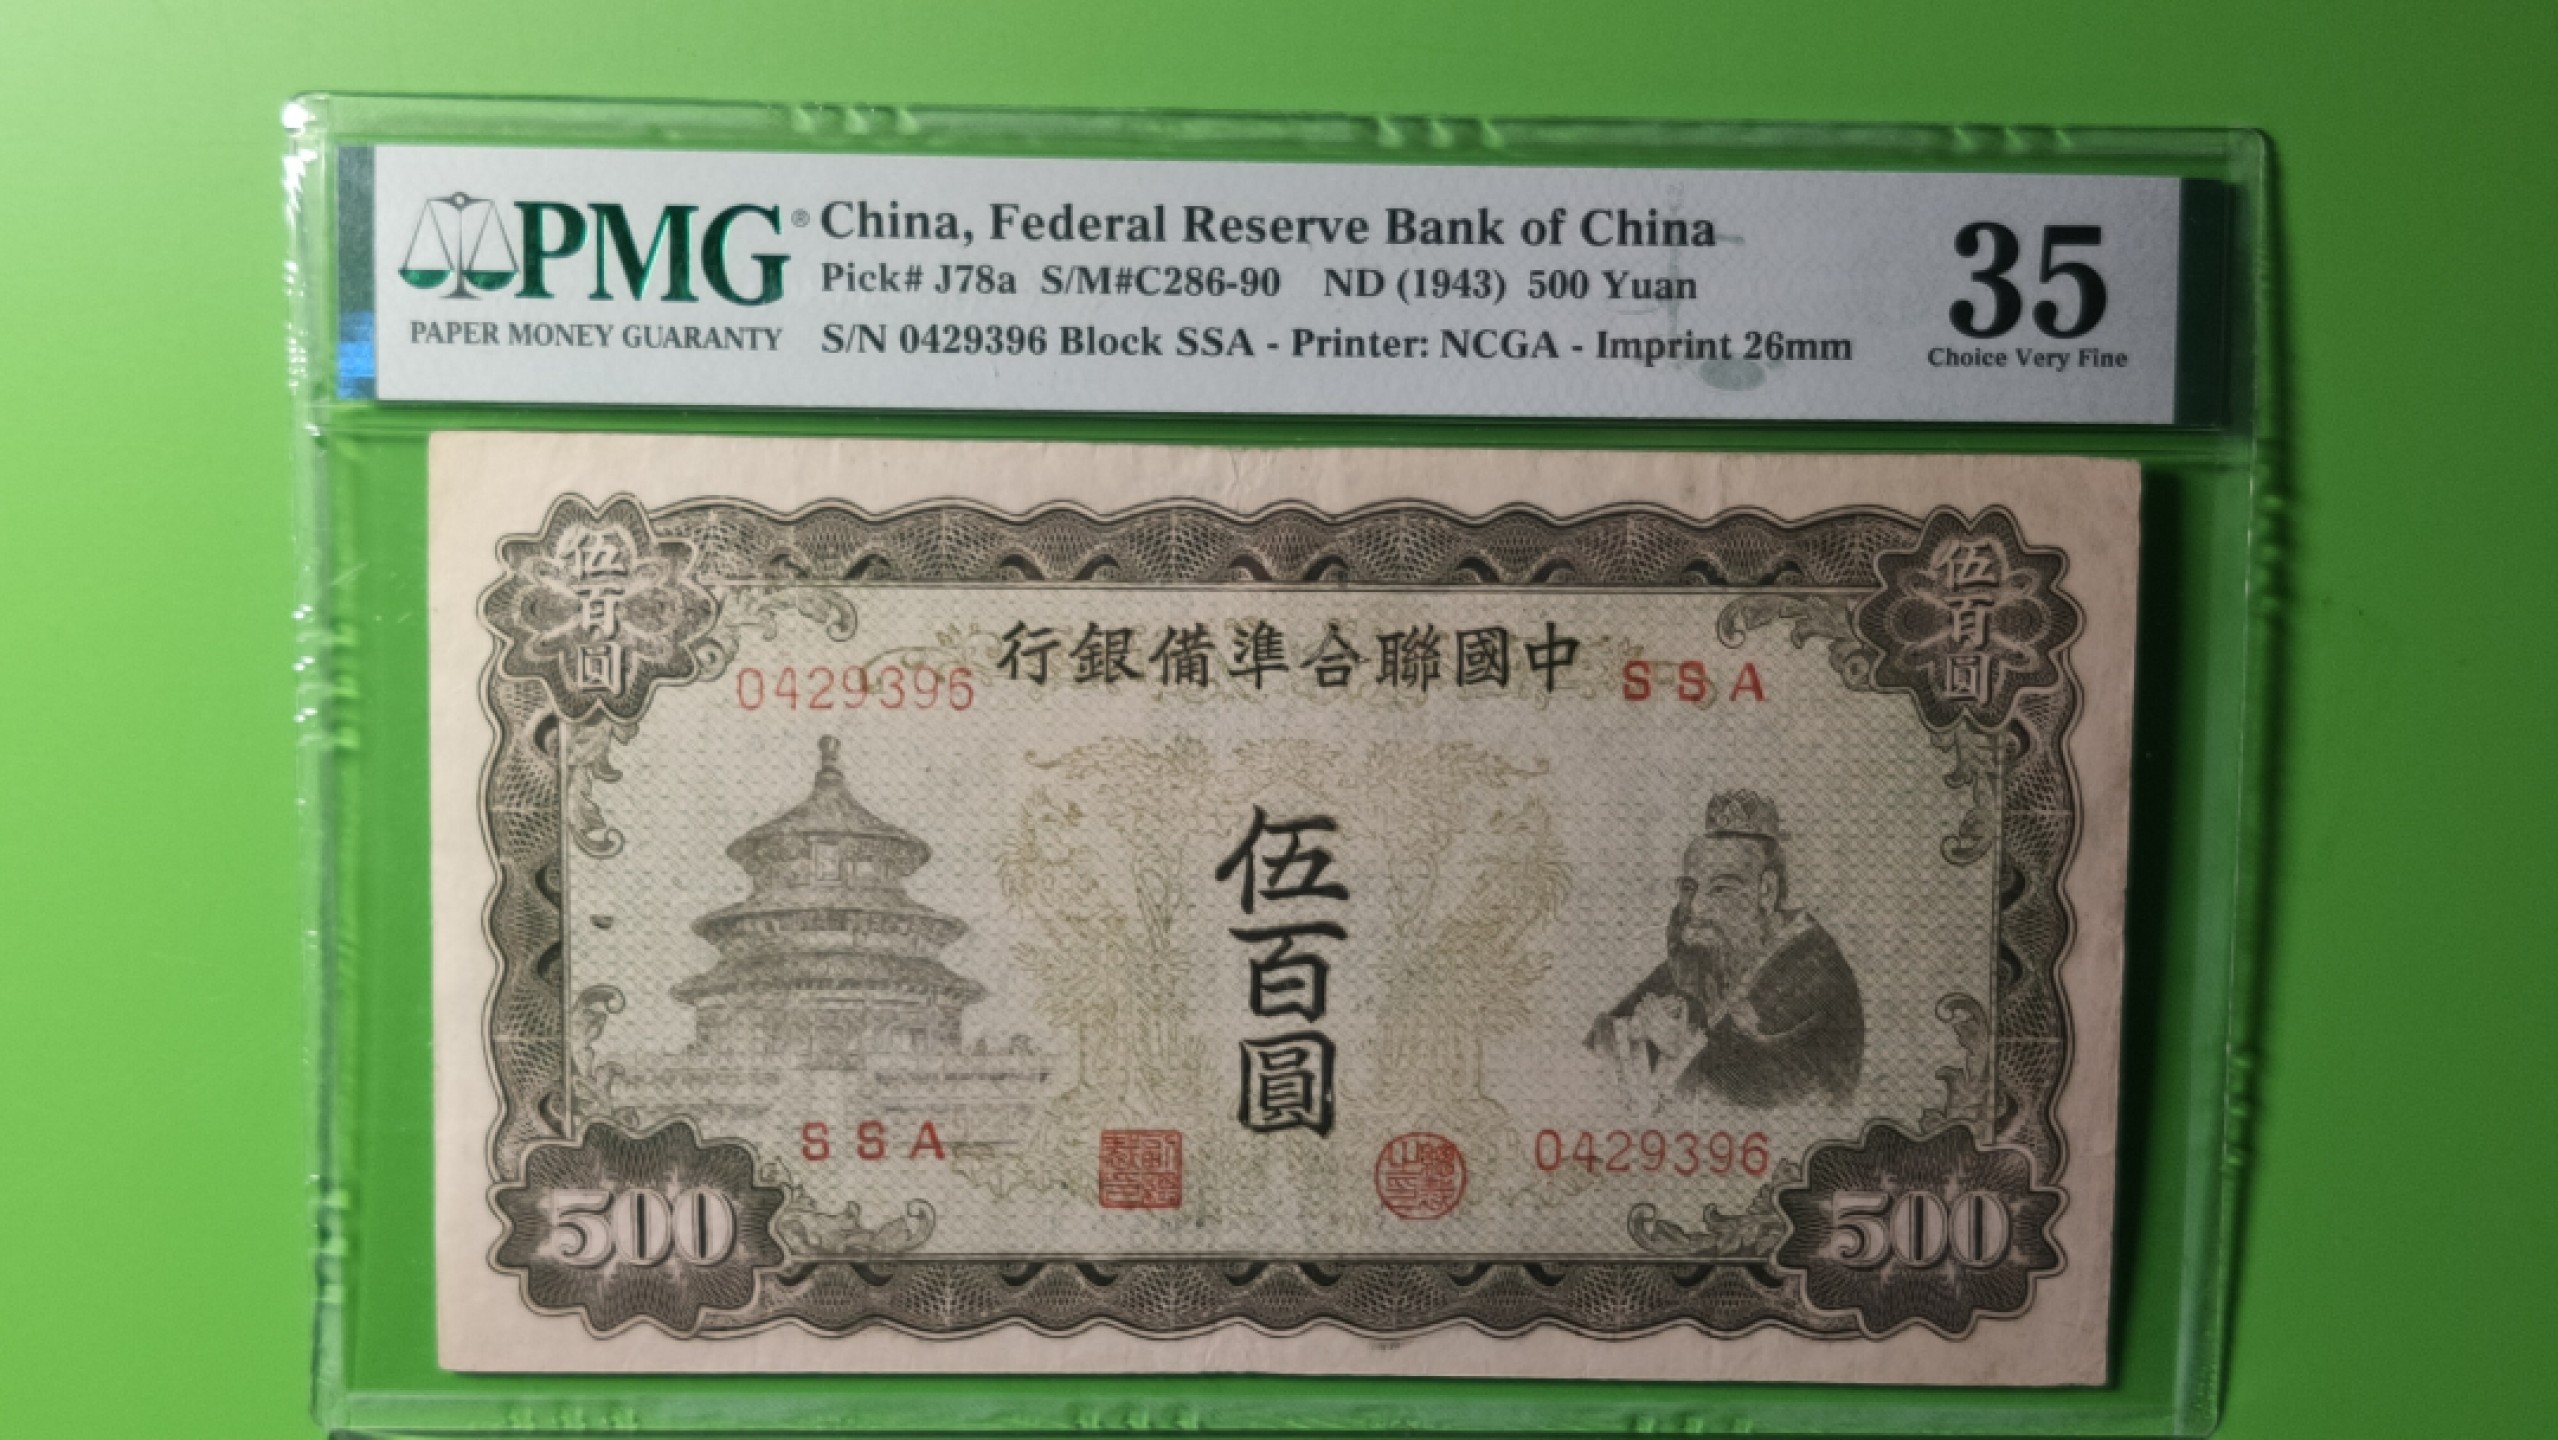 PMG®
PAPER MONEY GUARANTY
China, Federal Reserve Bank of China
Pick# J78a S/M#C286-90 ND (1943) 500 Yuan
S/N 0429396 Block SSA - Printer: NCGA - Imprint 26mm
35
Choice Very Fine
伍百圓
伍百圓
行銀備準合聯國中
0429396
SSA
伍百圓
SSA
0429396
500
500